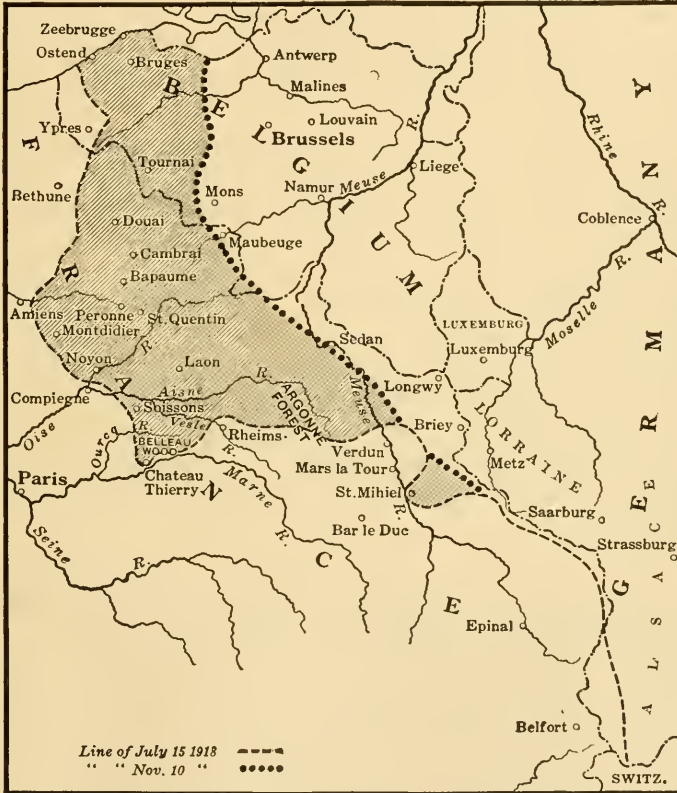 Zeebrugge
Ostend
Bruges
Antwerp
Malines
Louvain
Brussels
Ypres
Tournai
Bethune
Mons
Namur
Meuse
R.
Liege
Rhine
R.
Coblence
Douai
Maubeuge
Cambrai
Bapaume
Amiens
Peronne
St. Quentin
Montdidier
R.
Moselle
R.
Sedan
LUXEMBURG
Luxemburg
Noyon
Laon
Longwy
Compiegne
Aisne
R.
Meuse
Soissons
ARGONNE
FOREST
Briey
Oise
Ourcq
R.
Vesle
R.
Rheims
BELLEAU
WOOD
Verdun
Mars la Tour
Metz
LORRAINE
Paris
Chateau
Thierry
Marne
R.
St. Mihiel
R.
Saarburg
Bar le Duc
Strassburg
Seine
R.
Epinal
Belfort
BELGIUM
FRANCE
GERMANY
ALSACE
Line of July 15 1918
" " Nov. 10 "
SWITZ.